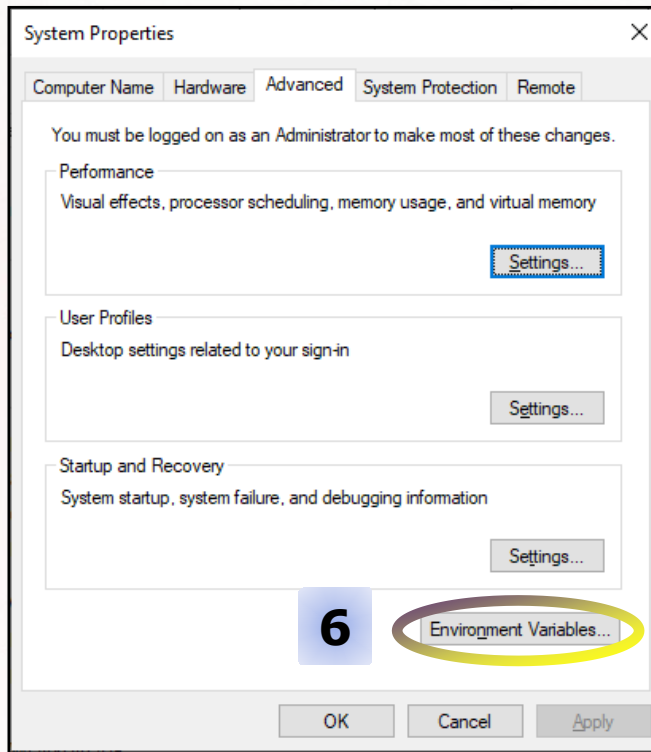 System Properties
Computer Name Hardware Advanced System Protection Remote
You must be logged on as an Administrator to make most of these changes.
Performance
Visual effects, processor scheduling, memory usage, and virtual memory
Settings...
User Profiles
Desktop settings related to your sign-in
Settings...
Startup and Recovery
System startup, system failure, and debugging information
Settings...
6 Environment Variables...
OK Cancel Apply